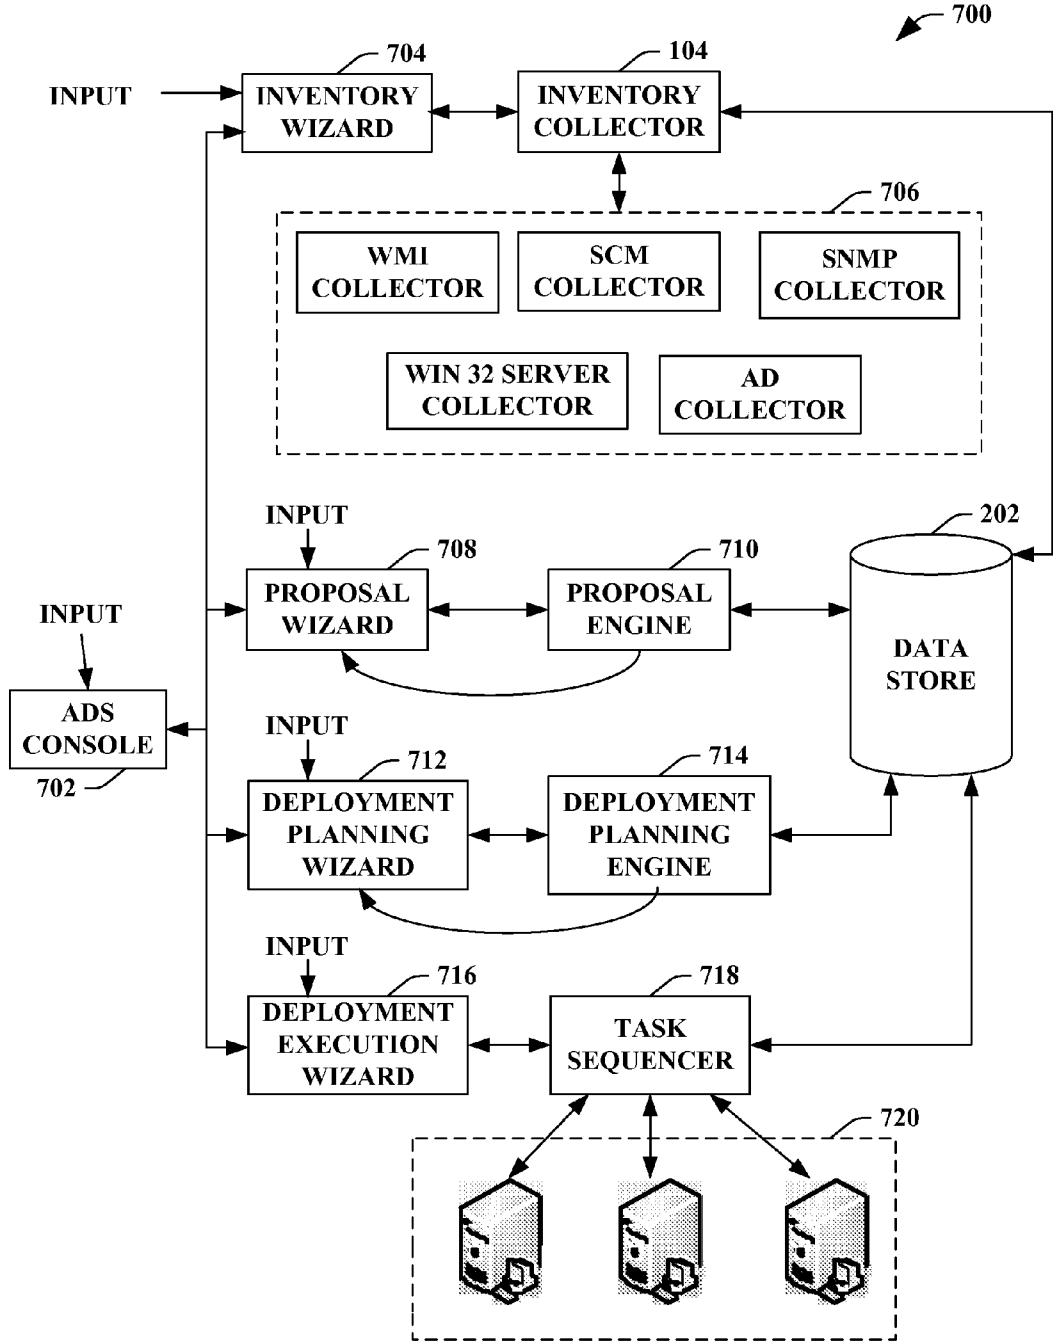 700
704
104
INPUT
INVENTORY
WIZARD
INVENTORY
COLLECTOR
706
WMI
COLLECTOR
SCM
COLLECTOR
SNMP
COLLECTOR
WIN 32 SERVER
COLLECTOR
AD
COLLECTOR
INPUT
708
710
202
PROPOSAL
WIZARD
PROPOSAL
ENGINE
DATA
STORE
INPUT
ADS
CONSOLE
702
INPUT
712
714
DEPLOYMENT
PLANNING
WIZARD
DEPLOYMENT
PLANNING
ENGINE
INPUT
716
718
DEPLOYMENT
EXECUTION
WIZARD
TASK
SEQUENCER
720